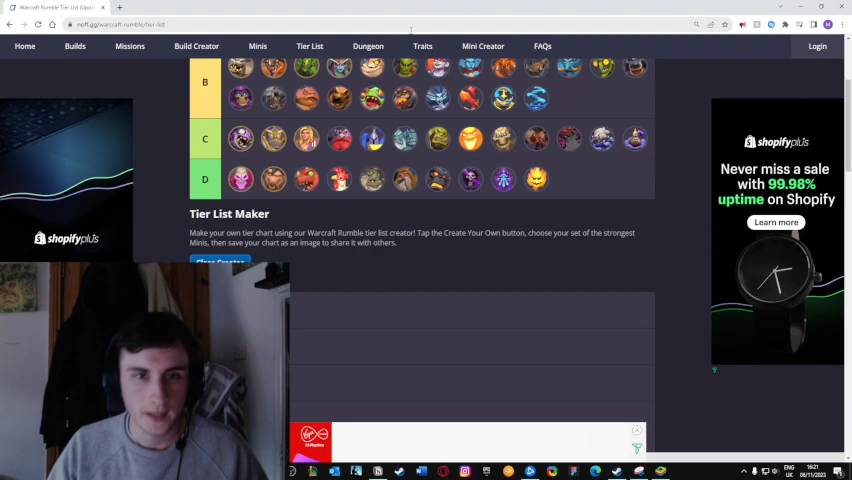 Warcraft Rumble Tier List [Upda
noff.gg/warcraft-rumble/tier-list
M
Home
Builds
Missions
Build Creator
Minis
Tier List
Dungeon
Traits
Mini Creator
FAQs
Login
B
C
D
Tier List Maker
Make your own tier chart using our Warcraft Rumble tier list creator! Tap the Create Your Own button, choose your set of the strongest
Minis, then save your chart as an image to share it with others.
Close Creator
shopify plus
shopify plus
Never miss a sale
with 99.98%
uptime on Shopify
Learn more
ENG
UK
16:21
08/11/2023